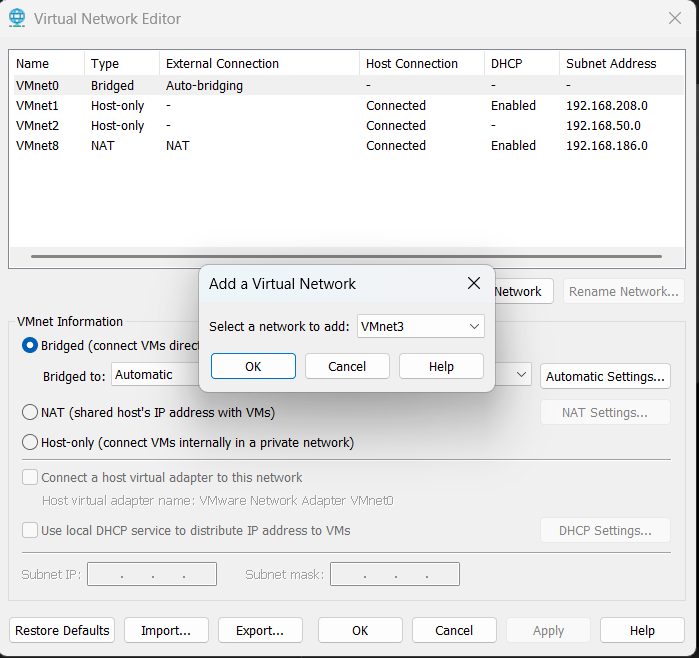 Virtual Network Editor
Name Type External Connection Host Connection DHCP Subnet Address
VMnet0 Bridged Auto-bridging - - -
VMnet1 Host-only - Connected Enabled 192.168.208.0
VMnet2 Host-only - Connected - 192.168.50.0
VMnet8 NAT NAT Connected Enabled 192.168.186.0
Add a Virtual Network
Select a network to add: VMnet3
OK Cancel Help
Network Rename Network...
VMnet Information
Bridged (connect VMs direct
Bridged to: Automatic Automatic Settings...
NAT (shared host's IP address with VMs) NAT Settings...
Host-only (connect VMs internally in a private network)
Connect a host virtual adapter to this network
Host virtual adapter name: VMware Network Adapter VMnet0
Use local DHCP service to distribute IP address to VMs DHCP Settings...
Subnet IP: . . . Subnet mask: . . .
Restore Defaults Import... Export... OK Cancel Apply Help